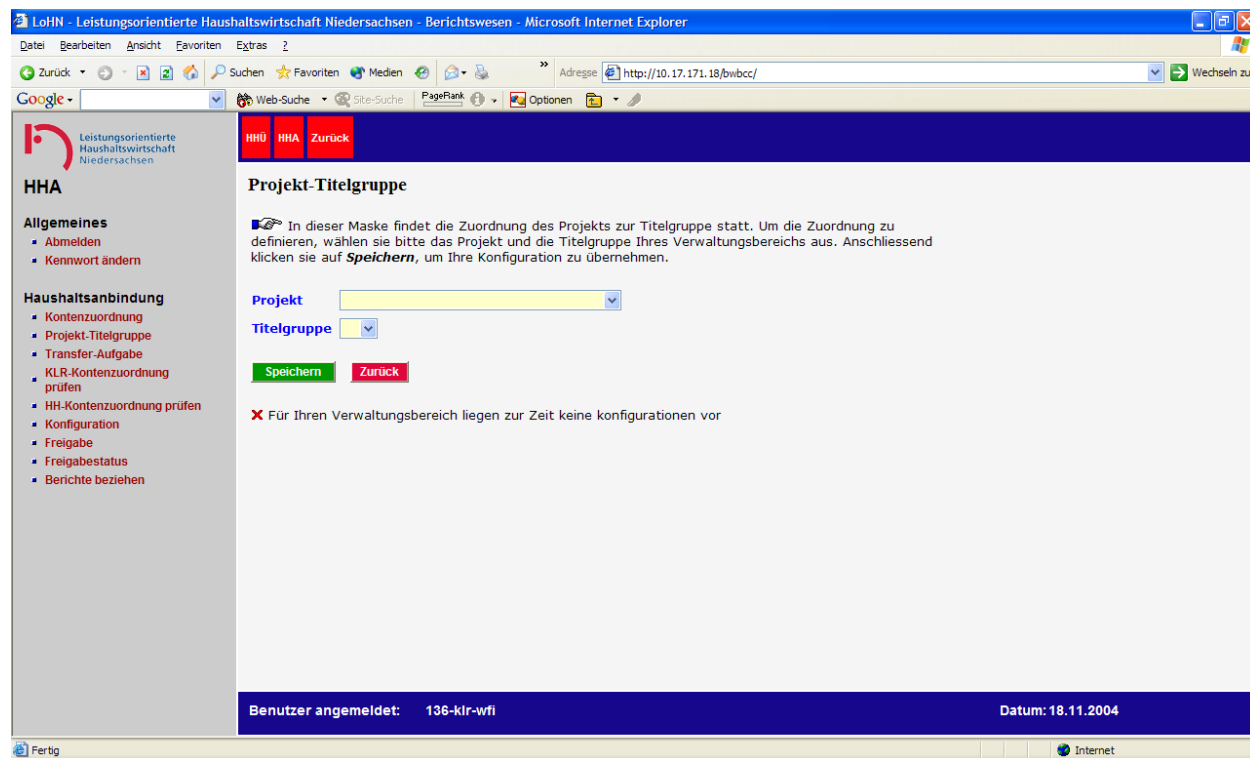 LoHN - Leistungsorientierte Haushaltswirtschaft Niedersachsen - Berichtswesen - Microsoft Internet Explorer
Datei Bearbeiten Ansicht Favoriten Extras ?
Zurück Suchen Favoriten Medien » Adresse http://10.17.171.18/bwbcc/ Wechseln zu
Google Web-Suche Site-Suche PageRank Optionen
Leistungsorientierte
Haushaltswirtschaft
Niedersachsen
HHA
Allgemeines
Abmelden
Kennwort ändern
Haushaltsanbindung
Kontenzuordnung
Projekt-Titelgruppe
Transfer-Aufgabe
KLR-Kontenzuordnung
prüfen
HH-Kontenzuordnung prüfen
Konfiguration
Freigabe
Freigabestatus
Berichte beziehen
HHÜ HHA Zurück
Projekt-Titelgruppe
In dieser Maske findet die Zuordnung des Projekts zur Titelgruppe statt. Um die Zuordnung zu
definieren, wählen sie bitte das Projekt und die Titelgruppe Ihres Verwaltungsbereichs aus. Anschliessend
klicken sie auf Speichern, um Ihre Konfiguration zu übernehmen.
Projekt
Titelgruppe
Speichern Zurück
Für Ihren Verwaltungsbereich liegen zur Zeit keine konfigurationen vor
Benutzer angemeldet: 136-klr-wfi Datum: 18.11.2004
Fertig Internet